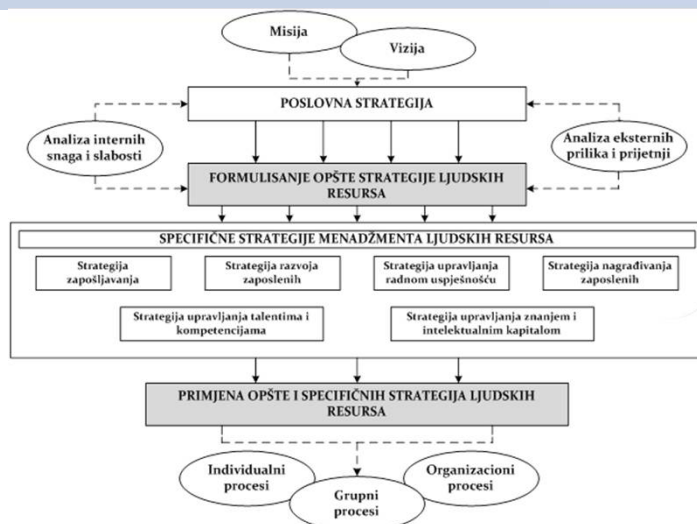 Misija
Vizija
POSLOVNA STRATEGIJA
Analiza internih
snaga i slabosti
Analiza eksternih
prilika i prijetnji
FORMULISANJE OPŠTE STRATEGIJE LJUDSKIH
RESURSA
SPECIFIČNE STRATEGIJE MENADŽMENTA LJUDSKIH RESURSA
Strategija
zapošljavanja
Strategija razvoja
zaposlenih
Strategija upravljanja
radnom uspješnošću
Strategija nagrađivanja
zaposlenih
Strategija upravljanja talentima i
kompetencijama
Strategija upravljanja znanjem i
intelektualnim kapitalom
PRIMJENA OPŠTE I SPECIFIČNIH STRATEGIJA LJUDSKIH
RESURSA
Individualni
procesi
Grupni
procesi
Organizacioni
procesi